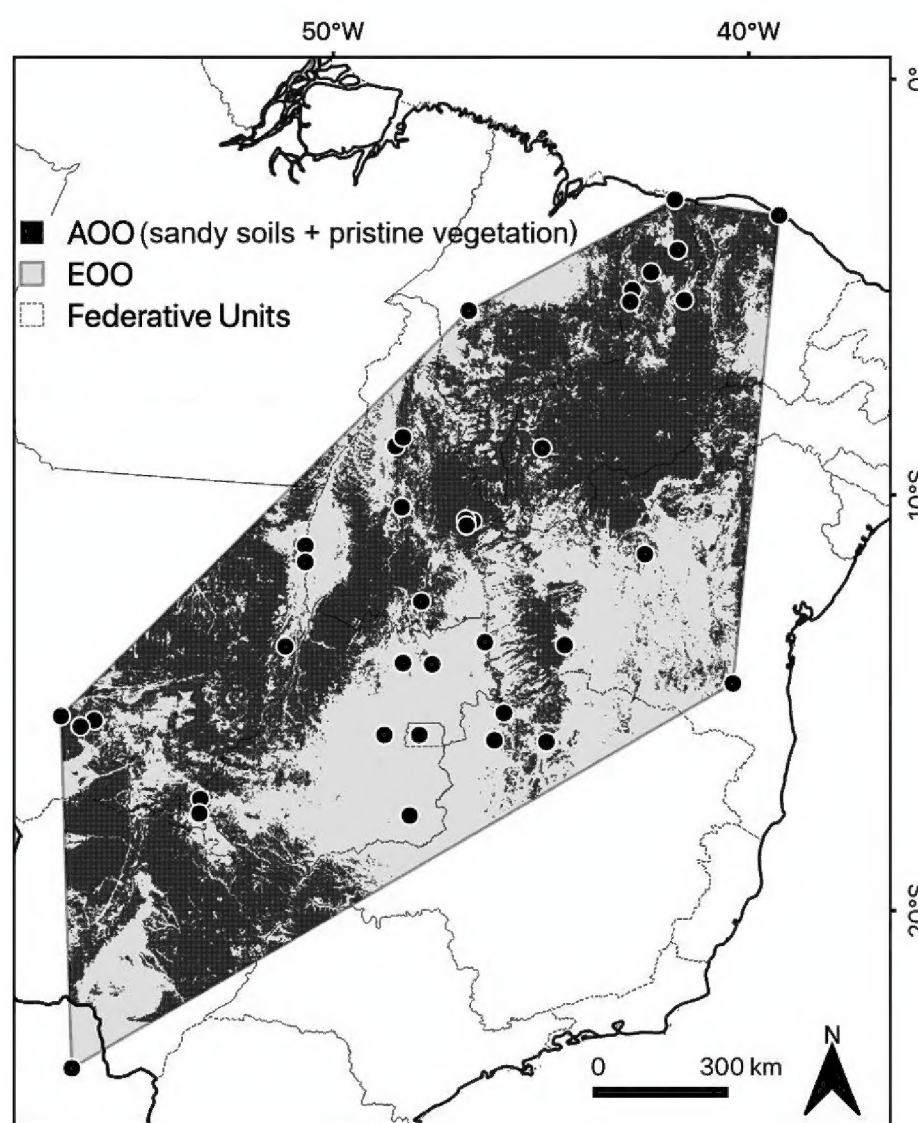 50°W 40°W
0°
AOO (sandy soils + pristine vegetation)
EOO
Federative Units
10°S
20°S
N
0 300 km